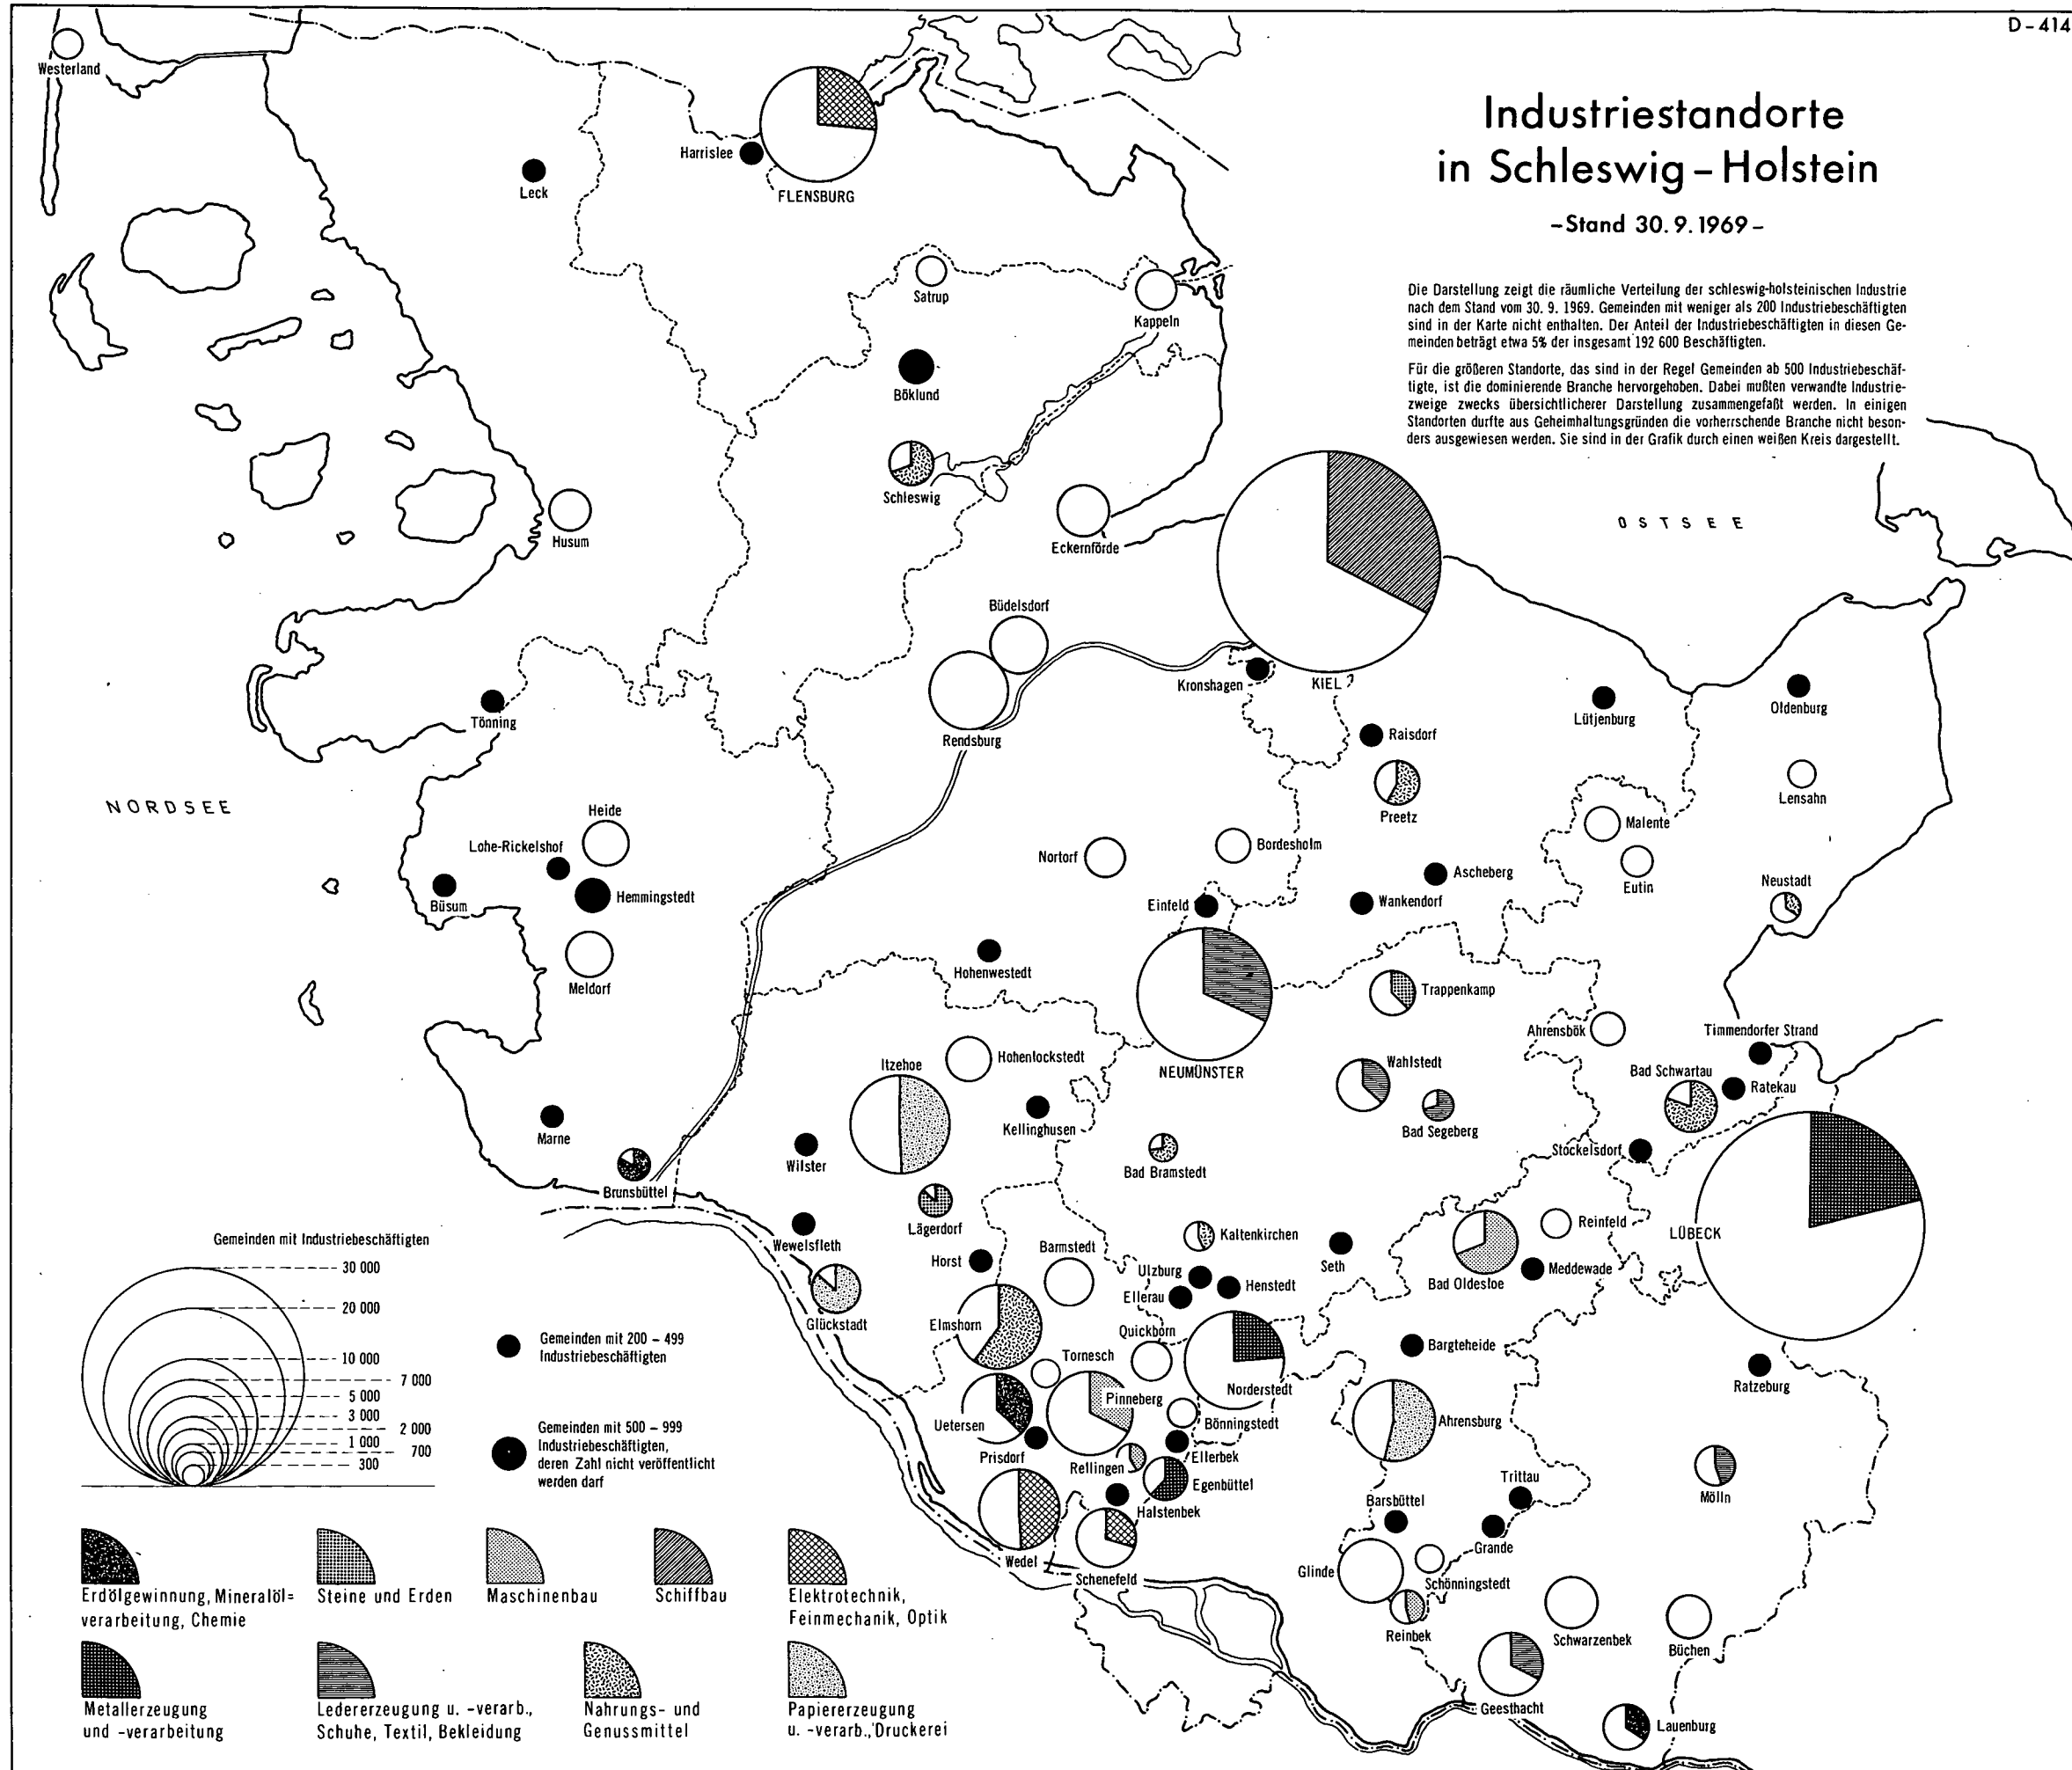 D-414
Industriestandorte
in Schleswig-Holstein
-Stand 30.9.1969-
Die Darstellung zeigt die räumliche Verteilung der schleswig-holsteinischen Industrie
nach dem Stand vom 30. 9. 1969. Gemeinden mit weniger als 200 Industriebeschäftigten
sind in der Karte nicht enthalten. Der Anteil der Industriebeschäftigten in diesen Ge-
meinden beträgt etwa 5% der insgesamt 192 600 Beschäftigten.
Für die größeren Standorte, das sind in der Regel Gemeinden ab 500 Industriebeschäf-
tigte, ist die dominierende Branche hervorgehoben. Dabei mußten verwandte Industrie-
zweige zwecks übersichtlicherer Darstellung zusammengefaßt werden. In einigen
Standorten durfte aus Geheimhaltungsgründen die vorherrschende Branche nicht beson-
ders ausgewiesen werden. Sie sind in der Grafik durch einen weißen Kreis dargestellt.
Westerland
Harrislee
Leck
FLENSBURG
Satrup
Kappeln
Böklund
Schleswig
OSTSEE
Husum
Eckernförde
Büdelsdorf
Kronshagen
KIEL
Tönning
Rendsburg
Lütjenburg
Oldenburg
Raisdorf
NORDSEE
Lensahn
Heide
Preetz
Malente
Lohe-Rickelshof
Nortorf
Bordesholm
Ascheberg
Eutin
Neustadt
Büsum
Hemmingstedt
Einfeld
Wankendorf
Hohenwestedt
Meldorf
Trappenkamp
Ahrensbök
Timmendorfer Strand
Itzehoe
Hohenlockstedt
NEUMÜNSTER
Wahlstedt
Bad Schwartau
Ratekau
Marne
Kellinghusen
Bad Segeberg
Wilster
Bad Bramstedt
Stockelsdorf
Brunsbüttel
Lägerdorf
Reinfeld
LÜBECK
Wewelsfleth
Kaltenkirchen
Horst
Barmstedt
Seth
Meddewade
Ulzburg
Henstedt
Bad Oldesloe
Ellerau
Glückstadt
Elmshorn
Quickborn
Bargteheide
Tornesch
Norderstedt
Ratzeburg
Pinneberg
Uetersen
Bönningstedt
Ahrensburg
Prisdorf
Rellingen
Ellerbek
Egenbüttel
Trittau
Mölln
Halstenbek
Barsbüttel
Grande
Wedel
Schenefeld
Glinde
Schönningstedt
Reinbek
Schwarzenbek
Büchen
Geesthacht
Lauenburg
Gemeinden mit Industriebeschäftigten
30 000
20 000
10 000
7 000
5 000
3 000
2 000
1 000
700
300
Gemeinden mit 200 – 499
Industriebeschäftigten
Gemeinden mit 500 – 999
Industriebeschäftigten,
deren Zahl nicht veröffentlicht
werden darf
Erdölgewinnung, Mineralöl=
verarbeitung, Chemie
Steine und Erden
Maschinenbau
Schiffbau
Elektrotechnik,
Feinmechanik, Optik
Metallerzeugung
und -verarbeitung
Ledererzeugung u. -verarb.,
Schuhe, Textil, Bekleidung
Nahrungs- und
Genussmittel
Papiererzeugung
u. -verarb., Druckerei